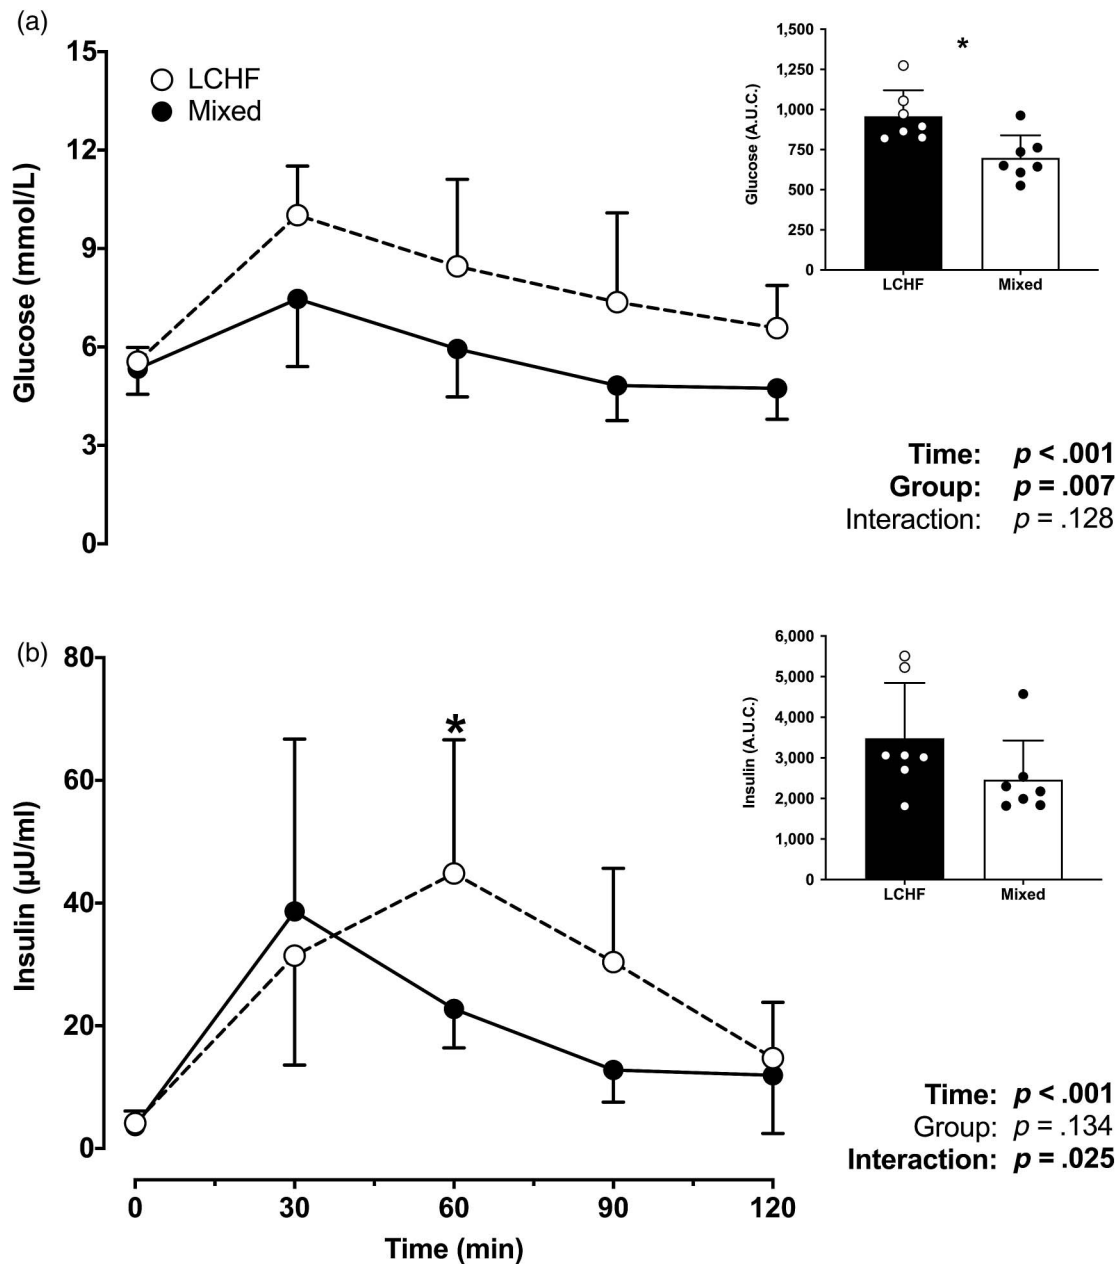 (a)
15
12
9
6
3
0
Glucose (mmol/L)
LCHF
Mixed
1,500
1,250
1,000
750
500
250
0
Glucose (A.U.C.)
*
LCHF Mixed
Time: p < .001
Group: p = .007
Interaction: p = .128
(b)
80
60
40
20
0
Insulin (µU/ml)
*
6,000
5,000
4,000
3,000
2,000
1,000
0
Insulin (A.U.C.)
LCHF Mixed
Time: p < .001
Group: p = .134
Interaction: p = .025
0 30 60 90 120
Time (min)